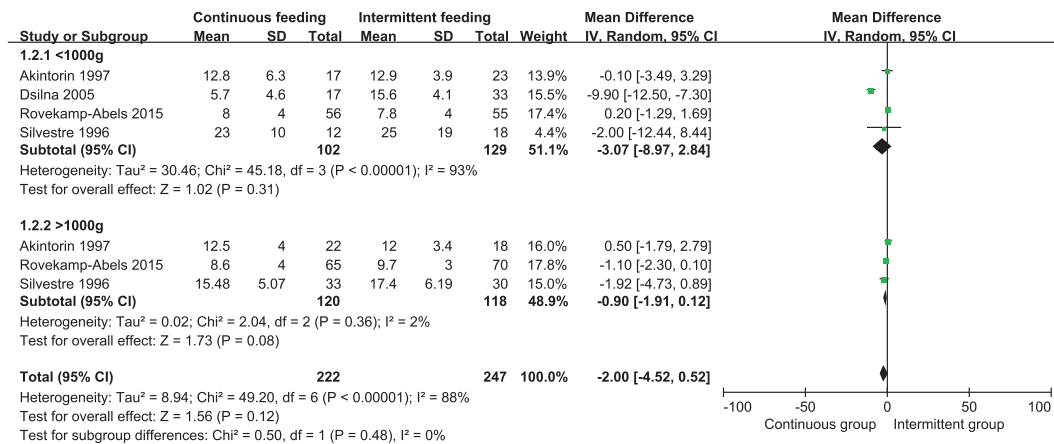 Continuous feeding Intermittent feeding Mean Difference Mean Difference
Study or Subgroup Mean SD Total Mean SD Total Weight IV, Random, 95% CI IV, Random, 95% CI
1.2.1 <1000g
Akintorin 1997 12.8 6.3 17 12.9 3.9 23 13.9% -0.10 [-3.49, 3.29]
Dsilna 2005 5.7 4.6 17 15.6 4.1 33 15.5% -9.90 [-12.50, -7.30]
Rovekamp-Abels 2015 8 4 56 7.8 4 55 17.4% 0.20 [-1.29, 1.69]
Silvestre 1996 23 10 12 25 19 18 4.4% -2.00 [-12.44, 8.44]
Subtotal (95% CI) 102 129 51.1% -3.07 [-8.97, 2.84]
Heterogeneity: Tau² = 30.46; Chi² = 45.18, df = 3 (P < 0.00001); I² = 93%
Test for overall effect: Z = 1.02 (P = 0.31)
1.2.2 >1000g
Akintorin 1997 12.5 4 22 12 3.4 18 16.0% 0.50 [-1.79, 2.79]
Rovekamp-Abels 2015 8.6 4 65 9.7 3 70 17.8% -1.10 [-2.30, 0.10]
Silvestre 1996 15.48 5.07 33 17.4 6.19 30 15.0% -1.92 [-4.73, 0.89]
Subtotal (95% CI) 120 118 48.9% -0.90 [-1.91, 0.12]
Heterogeneity: Tau² = 0.02; Chi² = 2.04, df = 2 (P = 0.36); I² = 2%
Test for overall effect: Z = 1.73 (P = 0.08)
Total (95% CI) 222 247 100.0% -2.00 [-4.52, 0.52]
Heterogeneity: Tau² = 8.94; Chi² = 49.20, df = 6 (P < 0.00001); I² = 88%
Test for overall effect: Z = 1.56 (P = 0.12)
Test for subgroup differences: Chi² = 0.50, df = 1 (P = 0.48), I² = 0%
-100 -50 0 50 100
Continuous group Intermittent group